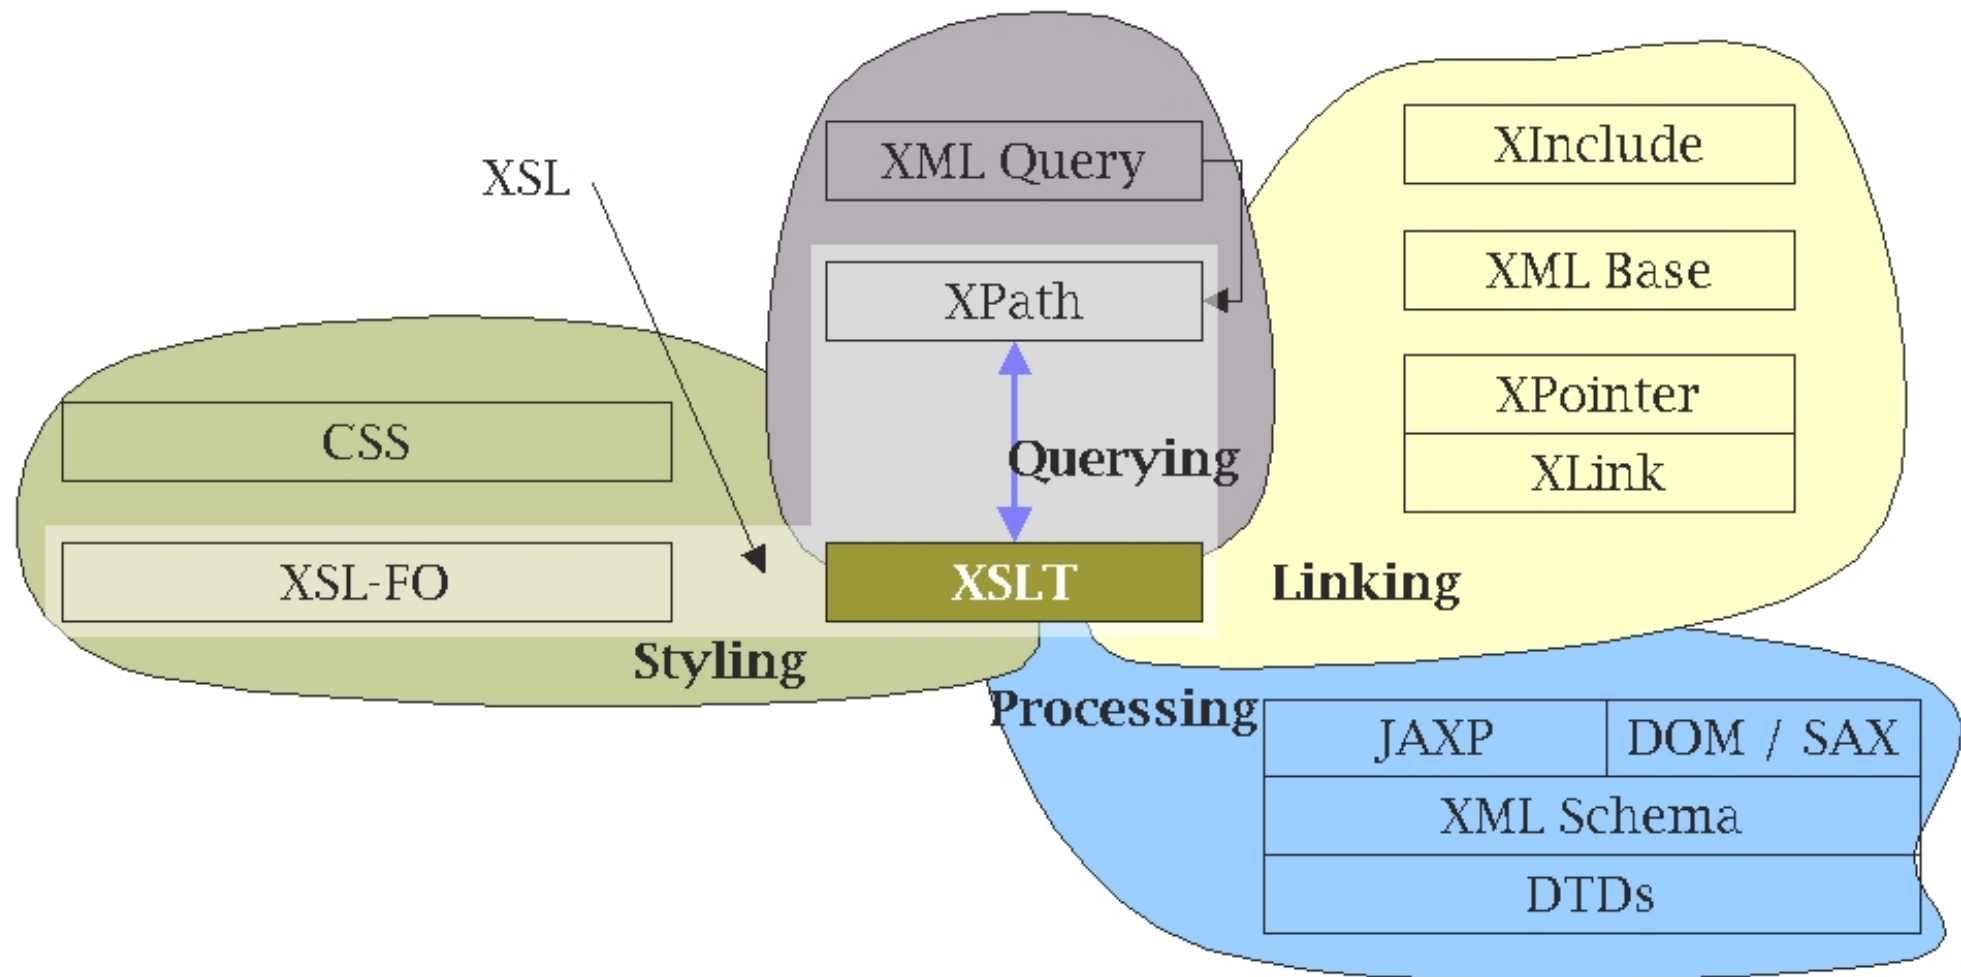 XML Query
XInclude
XSL
XML Base
XPath
XPointer
CSS
Querying
XLink
XSL-FO
XSLT
Linking
Styling
Processing
JAXP
DOM / SAX
XML Schema
DTDs